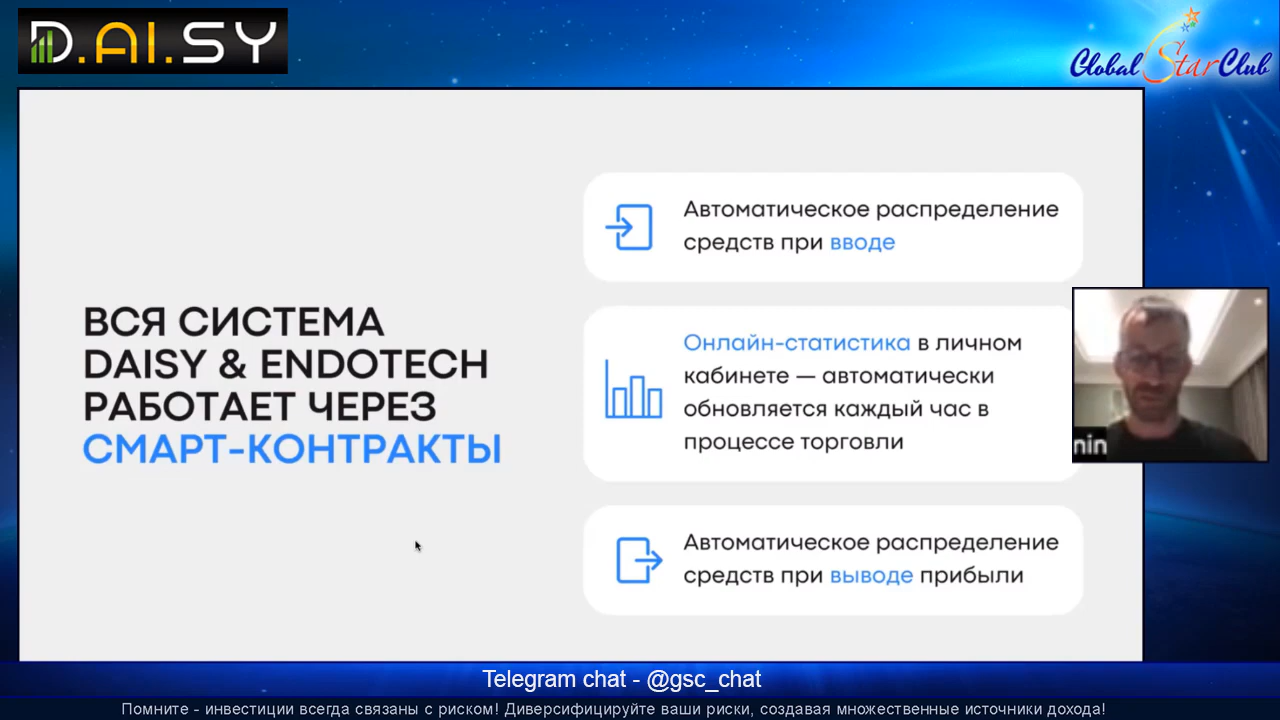 D.AI.SY
Global Star Club
ВСЯ СИСТЕМА
DAISY & ENDOTECH
РАБОТАЕТ ЧЕРЕЗ
СМАРТ-КОНТРАКТЫ
Автоматическое распределение
средств при вводе
Онлайн-статистика в личном
кабинете — автоматически
обновляется каждый час в
процессе торговли
Автоматическое распределение
средств при выводе прибыли
nin
Telegram chat - @gsc_chat
Помните - инвестиции всегда связаны с риском! Диверсифицируйте ваши риски, создавая множественные источники дохода!